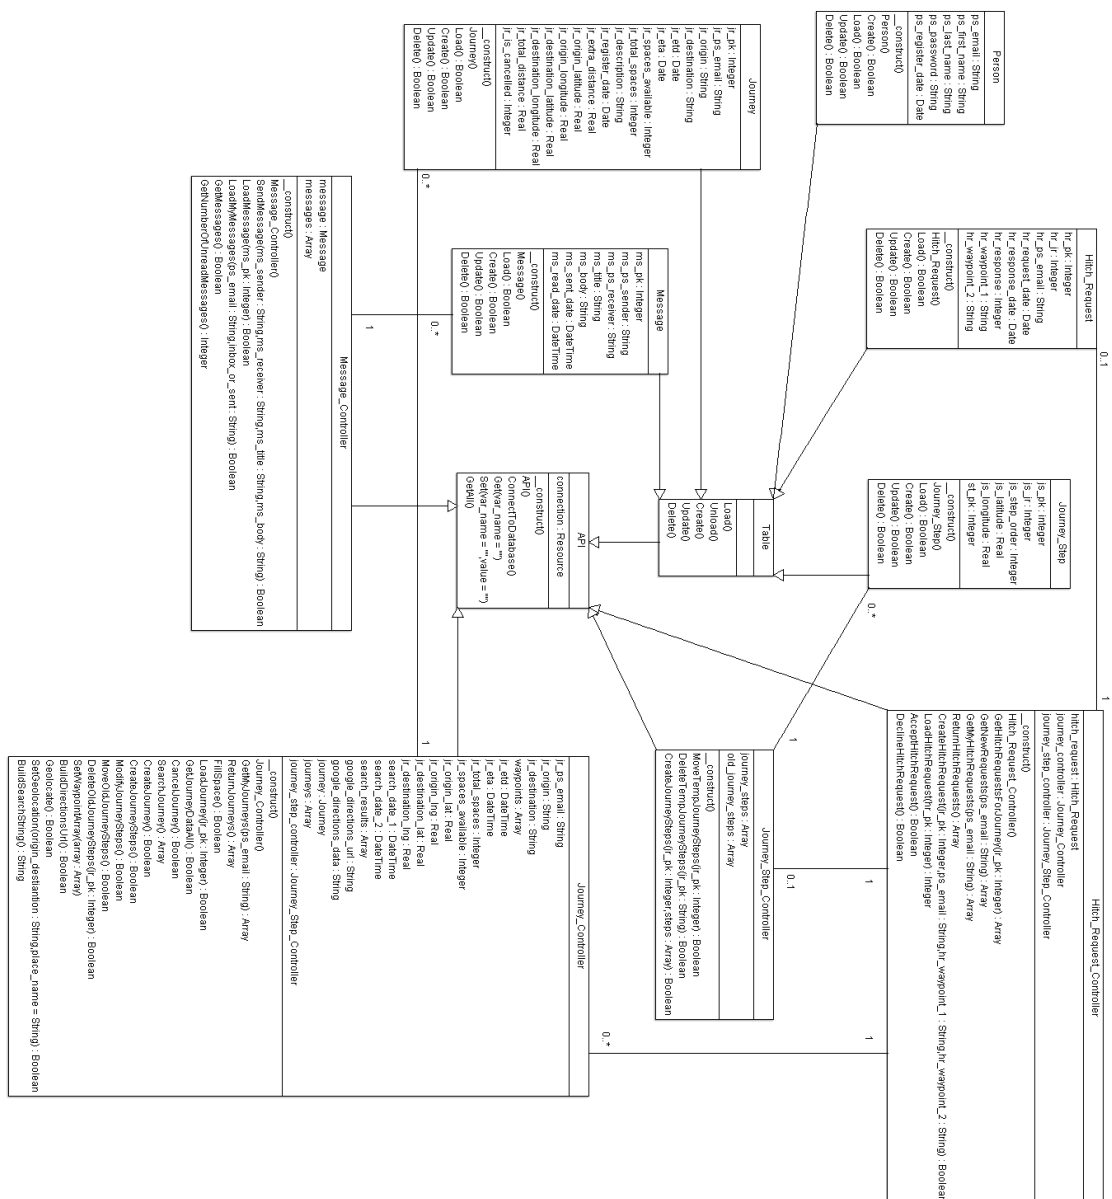 Person
ps_email : String
ps_first_name : String
ps_last_name : String
ps_password : String
ps_register_date : Date
__construct()
Person()
Create() : Boolean
Load() : Boolean
Update() : Boolean
Delete() : Boolean
Hitch_Request
hr_pk : Integer
hr_jr : Integer
hr_ps_email : String
hr_request_date : Date
hr_response_date : Date
hr_response : Integer
hr_waypoint_1 : String
hr_waypoint_2 : String
__construct()
Hitch_Request()
Load() : Boolean
Create() : Boolean
Update() : Boolean
Delete() : Boolean
0..1
Journey_Step
js_pk : integer
js_jr : Integer
js_step_order : Integer
js_latitude : Real
js_longitude : Real
st_pk : Integer
__construct()
Journey_Step()
Load() : Boolean
Create() : Boolean
Update() : Boolean
Delete() : Boolean
0..*
1
Hitch_Request_Controller
hitch_request : Hitch_Request
journey_controller : Journey_Controller
journey_step_controller : Journey_Step_Controller
__construct()
Hitch_Request_Controller()
GetHitchRequestsForJourney(jr_pk : Integer) : Array
GetNewRequests(ps_email : String) : Array
GetMyHitchRequests(ps_email : String) : Array
ReturnHitchRequests() : Array
CreateHitchRequest(jr_pk : Integer,ps_email : String,hr_waypoint_1 : String,hr_waypoint_2 : String) : Boolean
LoadHitchRequest(hr_pk : Integer) : Integer
AcceptHitchRequest() : Boolean
DeclineHitchRequest() : Boolean
1
1
Journey
jr_pk : Integer
jr_ps_email : String
jr_origin : String
jr_destination : String
jr_etd : Date
jr_eta : Date
jr_spaces_available : Integer
jr_total_spaces : Integer
jr_description : String
jr_register_date : Date
jr_extra_distance : Real
jr_origin_latitude : Real
jr_origin_longitude : Real
jr_destination_latitude : Real
jr_destination_longitude : Real
jr_total_distance : Real
jr_is_cancelled : Integer
__construct()
Journey()
Load() : Boolean
Create() : Boolean
Update() : Boolean
Delete() : Boolean
0..*
Message
ms_pk : Integer
ms_ps_sender : String
ms_ps_receiver : String
ms_title : String
ms_body : String
ms_sent_date : DateTime
ms_read_date : DateTime
__construct()
Message()
Load() : Boolean
Create() : Boolean
Update() : Boolean
Delete() : Boolean
0..*
Table
Load()
Unload()
Create()
Update()
Delete()
API
connection : Resource
__construct()
API()
ConnectToDatabase()
Get(var_name = "")
Set(var_name = "",value = "")
GetAll()
1
Journey_Step_Controller
journey_steps : Array
old_journey_steps : Array
__construct()
MoveTempJourneySteps(jr_pk : Integer) : Boolean
DeleteTempJourneySteps(jr_pk : String) : Boolean
CreateJourneySteps(jr_pk : Integer,steps : Array) : Boolean
0..1
0..*
Message_Controller
message : Message
messages : Array
__construct()
Message_Controller()
SendMessage(ms_sender : String,ms_receiver : String,ms_title : String,ms_body : String) : Boolean
LoadMessage(ms_pk : Integer) : Boolean
LoadMyMessages(ps_email : String,inbox_or_sent : String) : Boolean
GetMessages() : Boolean
GetNumberOfUnreadMessages() : Integer
1
1
Journey_Controller
jr_ps_email : String
jr_origin : String
jr_destination : String
waypoints : Array
jr_etd : DateTime
jr_eta : DateTime
jr_spaces_available : Integer
jr_total_spaces : Integer
jr_origin_lat : Real
jr_origin_lng : Real
jr_destination_lat : Real
jr_destination_lng : Real
search_date_1 : DateTime
search_date_2 : DateTime
search_results : Array
google_directions_url : String
google_directions_data : String
journey : Journey
journeys : Array
journey_step_controller : Journey_Step_Controller
__construct()
Journey_Controller()
GetMyJourneys(ps_email : String) : Array
ReturnJourneys() : Array
FillSpace() : Boolean
LoadJourney(jr_pk : Integer) : Boolean
GetJourneyDataAll() : Boolean
CancelJourney() : Boolean
SearchJourney() : Array
CreateJourney() : Boolean
CreateJourneySteps() : Boolean
ModifyJourneySteps() : Boolean
MoveOldJourneySteps() : Boolean
DeleteOldJourneySteps(jr_pk : Integer) : Boolean
SetWaypointArray(array : Array)
BuildDirectionsUrl() : Boolean
Geolocate() : Boolean
SetGeolocation(origin_destiantion : String,place_name = String) : Boolean
BuildSearchString() : String